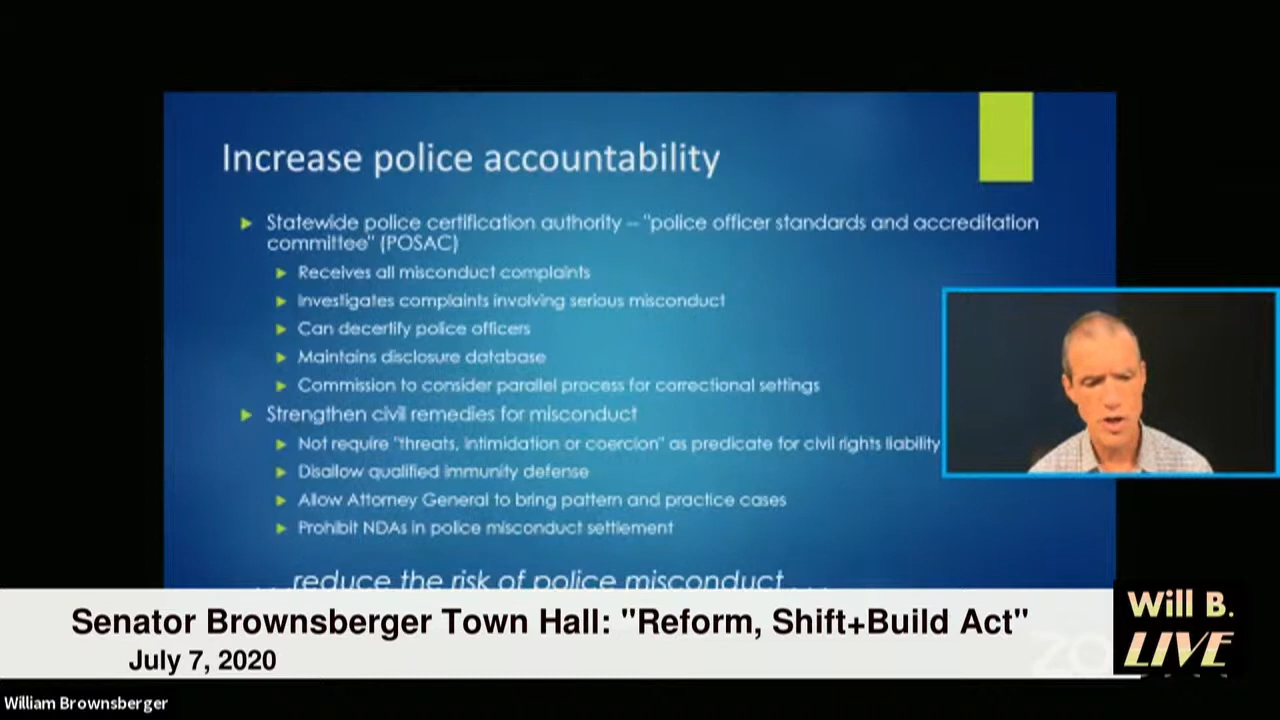 Increase police accountability
Statewide police certification authority – "police officer standards and accreditation
committee" (POSAC)
Receives all misconduct complaints
Investigates complaints involving serious misconduct
Can decertify police officers
Maintains disclosure database
Commission to consider parallel process for correctional settings
Strengthen civil remedies for misconduct
Not require "threats, intimidation or coercion" as predicate for civil rights liability
Disallow qualified immunity defense
Allow Attorney General to bring pattern and practice cases
Prohibit NDAs in police misconduct settlement
. . .reduce the risk of police misconduct. . .
Senator Brownsberger Town Hall: "Reform, Shift+Build Act"
July 7, 2020
Will B.
LIVE
William Brownsberger